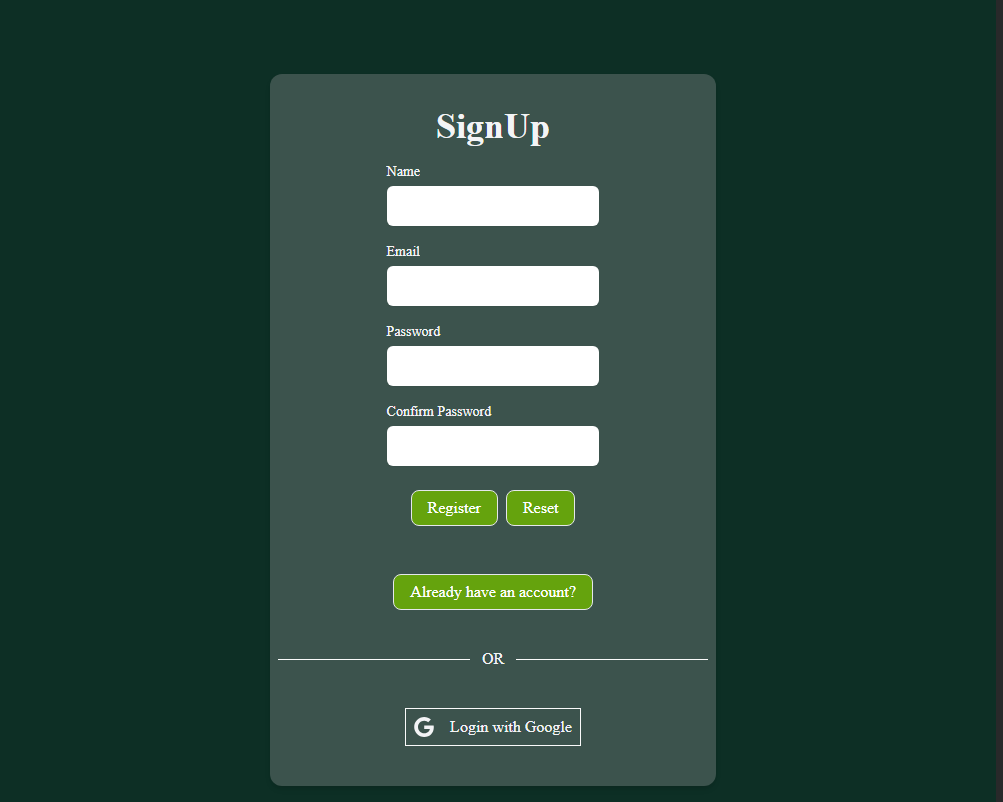 SignUp
Name
Email
Password
Confirm Password
Register Reset
Already have an account?
OR
Login with Google